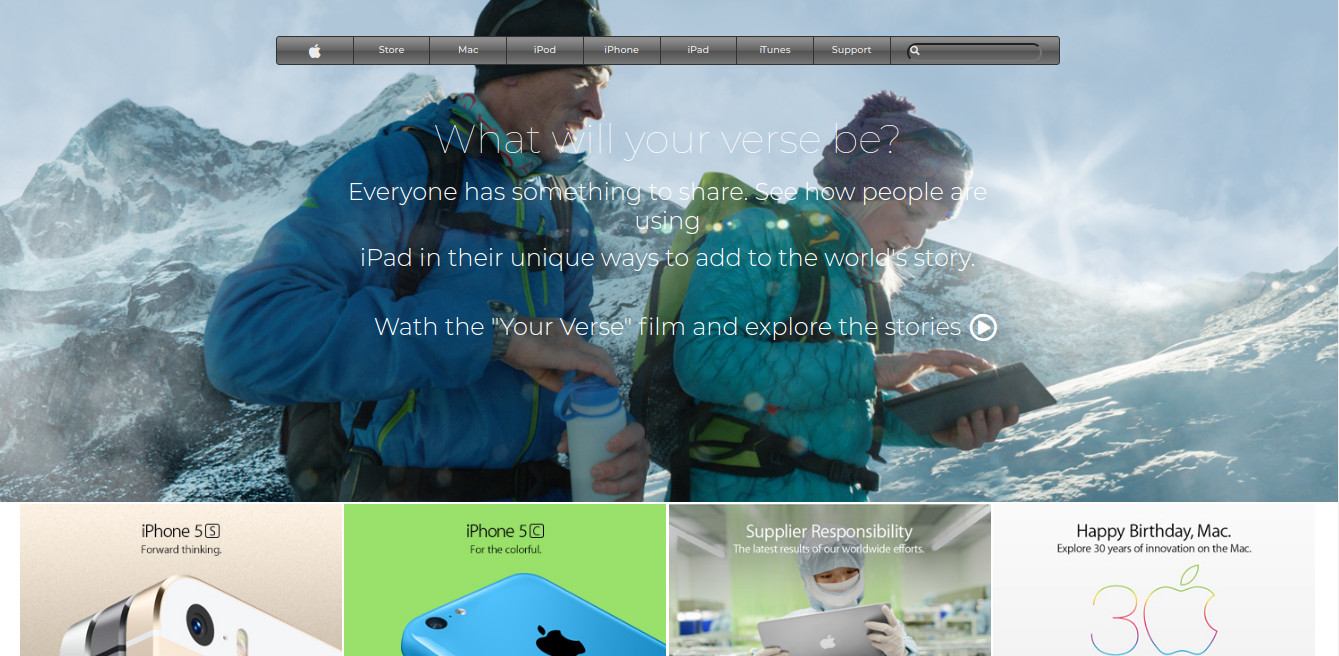 Store Mac iPod iPhone iPad iTunes Support
What will your verse be?
Everyone has something to share. See how people are
using
iPad in their unique ways to add to the world's story.
Wath the "Your Verse" film and explore the stories
iPhone 5 S
Forward thinking.
iPhone 5 C
For the colorful.
Supplier Responsibility
The latest results of our worldwide efforts.
Happy Birthday, Mac.
Explore 30 years of innovation on the Mac.
30